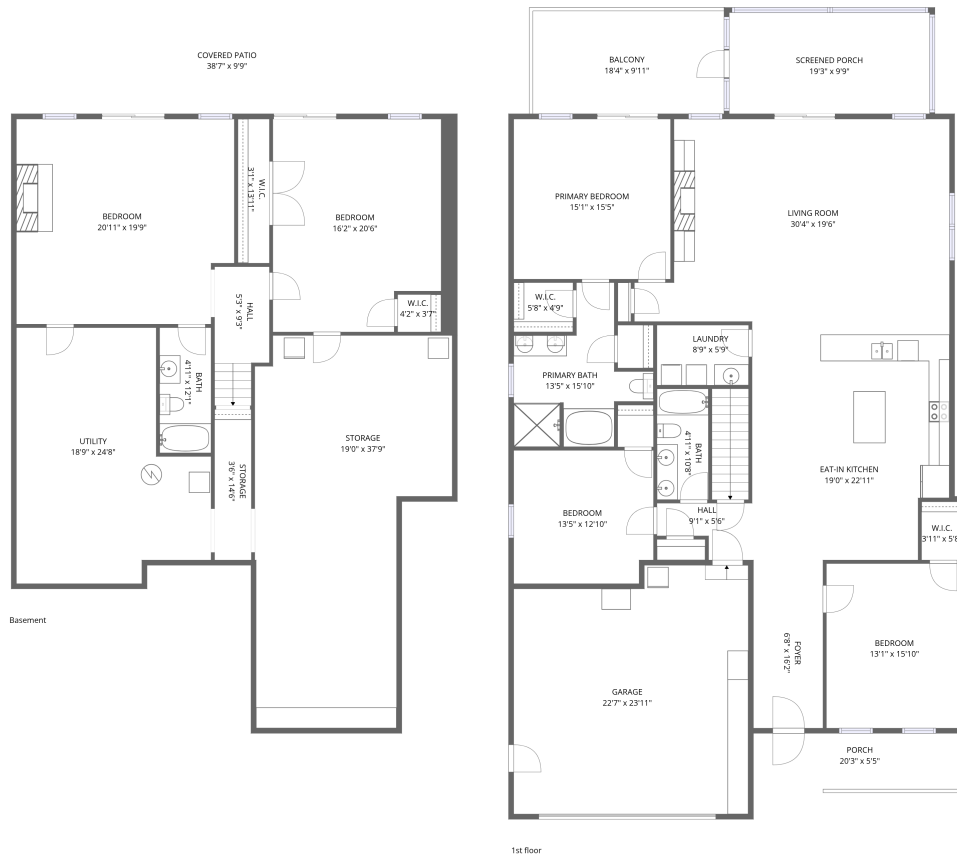 COVERED PATIO
38'7" x 9'9"
BEDROOM
20'11" x 19'9"
W.I.C.
3'1" x 13'11"
BEDROOM
16'2" x 20'6"
HALL
5'3" x 9'3"
W.I.C.
4'2" x 3'7"
BATH
4'11" x 12'1"
UTILITY
18'9" x 24'8"
STORAGE
3'6" x 14'6"
STORAGE
19'0" x 37'9"
Basement
BALCONY
18'4" x 9'11"
SCREENED PORCH
19'3" x 9'9"
PRIMARY BEDROOM
15'1" x 15'5"
LIVING ROOM
30'4" x 19'6"
W.I.C.
5'8" x 4'9"
LAUNDRY
8'9" x 5'9"
PRIMARY BATH
13'5" x 15'10"
BATH
4'11" x 10'8"
EAT-IN KITCHEN
19'0" x 22'11"
BEDROOM
13'5" x 12'10"
HALL
9'1" x 5'6"
W.I.C.
3'11" x 5'8
FOYER
6'8" x 16'2"
BEDROOM
13'1" x 15'10"
GARAGE
22'7" x 23'11"
PORCH
20'3" x 5'5"
1st floor